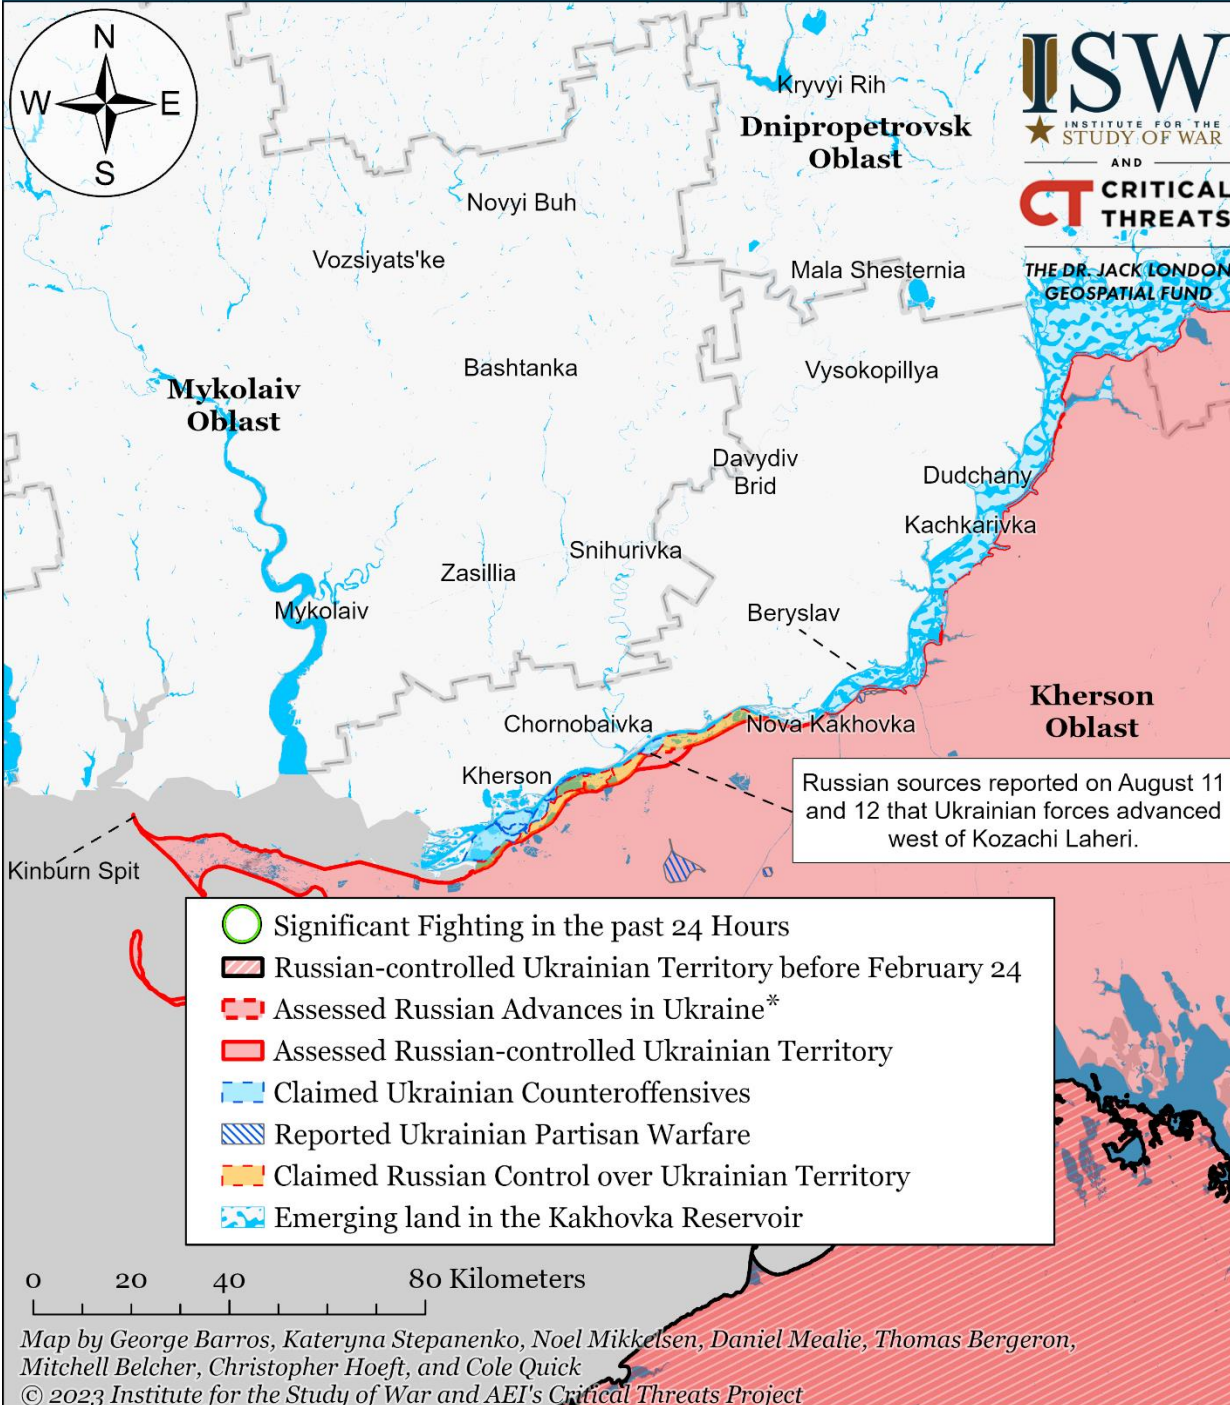 N
W E
S
ISW
INSTITUTE FOR THE
STUDY OF WAR
AND
CT CRITICAL
THREATS
THE DR. JACK LONDON
GEOSPATIAL FUND
Kryvyi Rih
Dnipropetrovsk
Oblast
Novyi Buh
Vozsiyats'ke
Mala Shesternia
Bashtanka
Vysokopillya
Mykolaiv
Oblast
Davydiv
Brid
Dudchany
Kachkarivka
Snihurivka
Zasillia
Mykolaiv
Beryslav
Kherson
Oblast
Chornobaivka
Nova Kakhovka
Kherson
Russian sources reported on August 11
and 12 that Ukrainian forces advanced
west of Kozachi Laheri.
Kinburn Spit
Significant Fighting in the past 24 Hours
Russian-controlled Ukrainian Territory before February 24
Assessed Russian Advances in Ukraine*
Assessed Russian-controlled Ukrainian Territory
Claimed Ukrainian Counteroffensives
Reported Ukrainian Partisan Warfare
Claimed Russian Control over Ukrainian Territory
Emerging land in the Kakhovka Reservoir
0 20 40 80 Kilometers
Map by George Barros, Kateryna Stepanenko, Noel Mikkelsen, Daniel Mealie, Thomas Bergeron,
Mitchell Belcher, Christopher Hoeft, and Cole Quick
© 2023 Institute for the Study of War and AEI's Critical Threats Project